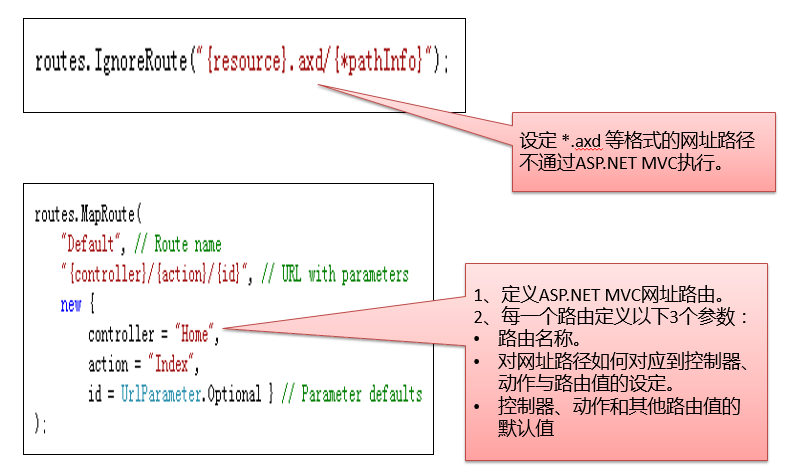 routes.IgnoreRoute("{resource}.axd/{*pathInfo}");
设定 *.axd 等格式的网址路径
不通过ASP.NET MVC执行。
routes.MapRoute(
"Default", // Route name
"{controller}/{action}/{id}", // URL with parameters
new {
controller = "Home",
action = "Index",
id = UrlParameter.Optional } // Parameter defaults
);
1、定义ASP.NET MVC网址路由。
2、每一个路由定义以下3个参数：
• 路由名称。
• 对网址路径如何对应到控制器、
动作与路由值的设定。
• 控制器、动作和其他路由值的
默认值